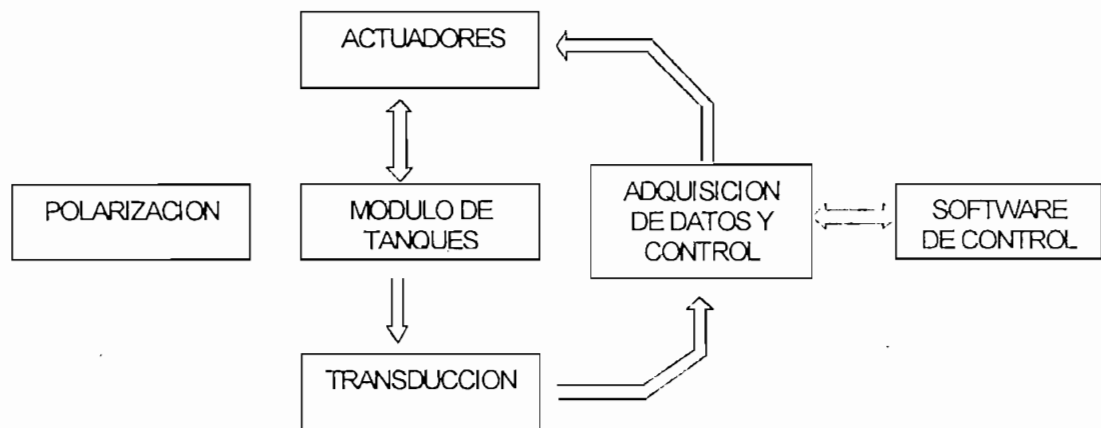 ACTUADORES
POLARIZACION
MODULO DE
TANQUES
ADQUISICION
DE DATOS Y
CONTROL
SOFTWARE
DE CONTROL
TRANSDUCCION